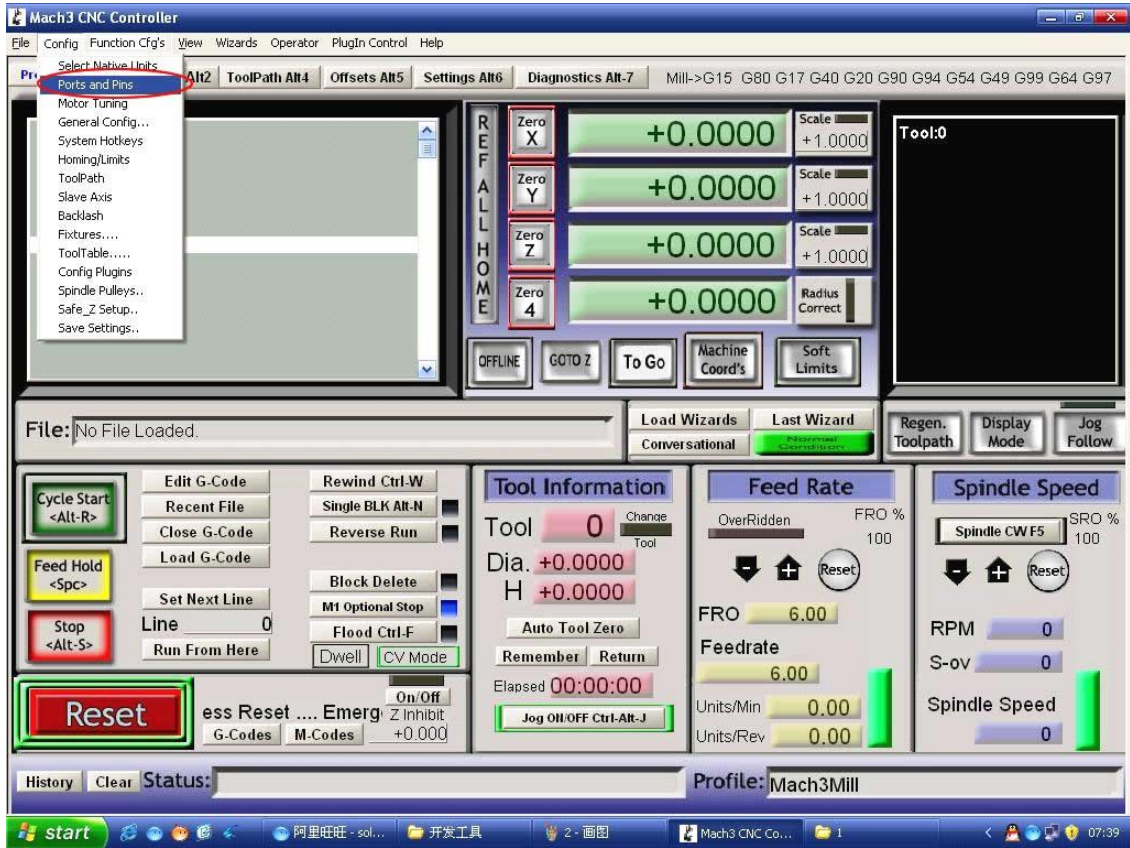 Mach3 CNC Controller
File Config Function Cfg's View Wizards Operator PlugIn Control Help
Select Native Units
Ports and Pins
Motor Tuning
General Config...
System Hotkeys
Homing/Limits
ToolPath
Slave Axis
Backlash
Fixtures....
ToolTable.....
Config Plugins
Spindle Pulleys..
Safe_Z Setup..
Save Settings..
Alt2 ToolPath Alt4 Offsets Alt5 Settings Alt6 Diagnostics Alt-7 Mill->G15 G80 G17 G40 G20 G90 G94 G54 G49 G99 G64 G97
REF ALL HOME
Zero X +0.0000 Scale +1.0000
Zero Y +0.0000 Scale +1.0000
Zero Z +0.0000 Scale +1.0000
Zero 4 +0.0000 Radius Correct
OFFLINE GOTO Z To Go Machine Coord's Soft Limits
Tool:0
File: No File Loaded.
Load Wizards Last Wizard
Conversational Normal Condition
Regen. Toolpath Display Mode Jog Follow
Cycle Start <Alt-R>
Feed Hold <Spc>
Stop <Alt-S>
Edit G-Code
Recent File
Close G-Code
Load G-Code
Set Next Line
Line 0
Run From Here
Rewind Ctrl-W
Single BLK Alt-N
Reverse Run
Block Delete
M1 Optional Stop
Flood Ctrl-F
Dwell CV Mode
Reset
ess Reset .... Emerg
G-Codes M-Codes
On/Off
Z Inhibit
+0.000
Tool Information
Tool 0 Change Tool
Dia. +0.0000
H +0.0000
Auto Tool Zero
Remember Return
Elapsed 00:00:00
Jog ON/OFF Ctrl-Alt-J
Feed Rate
OverRidden FRO % 100
Reset
FRO 6.00
Feedrate
6.00
Units/Min 0.00
Units/Rev 0.00
Spindle Speed
Spindle CW F5 SRO % 100
Reset
RPM 0
S-ov 0
Spindle Speed
0
History Clear Status: Profile: Mach3Mill
start 阿里旺旺 - sol... 开发工具 2 - 画图 Mach3 CNC Co... 1 07:39